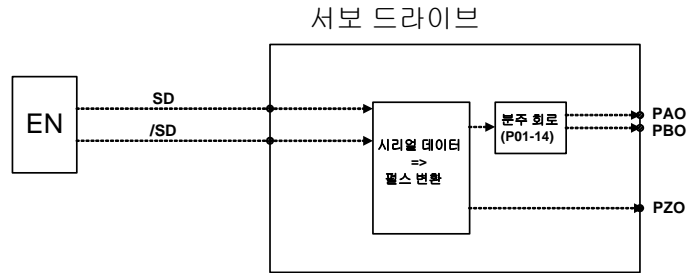 서보 드라이브
EN
SD
/SD
시리얼 데이터
=>
펄스 변환
분주 회로
(P01-14)
PAO
PBO
PZO